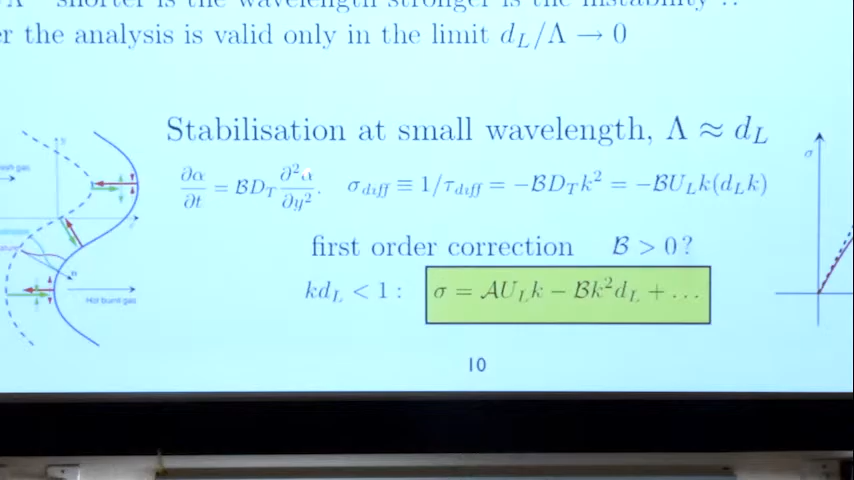 shorter is the wavelength stronger is the instability !!
er the analysis is valid only in the limit d_L/Λ → 0
Stabilisation at small wavelength, Λ ≈ d_L
∂α/∂t = ℬD_T ∂²α/∂y². σ_diff ≡ 1/τ_diff = −ℬD_T k² = −ℬU_L k(d_L k)
first order correction ℬ > 0?
kd_L < 1 : σ = 𝒜U_L k − ℬk²d_L + ...
Hot burnt gas
σ
10